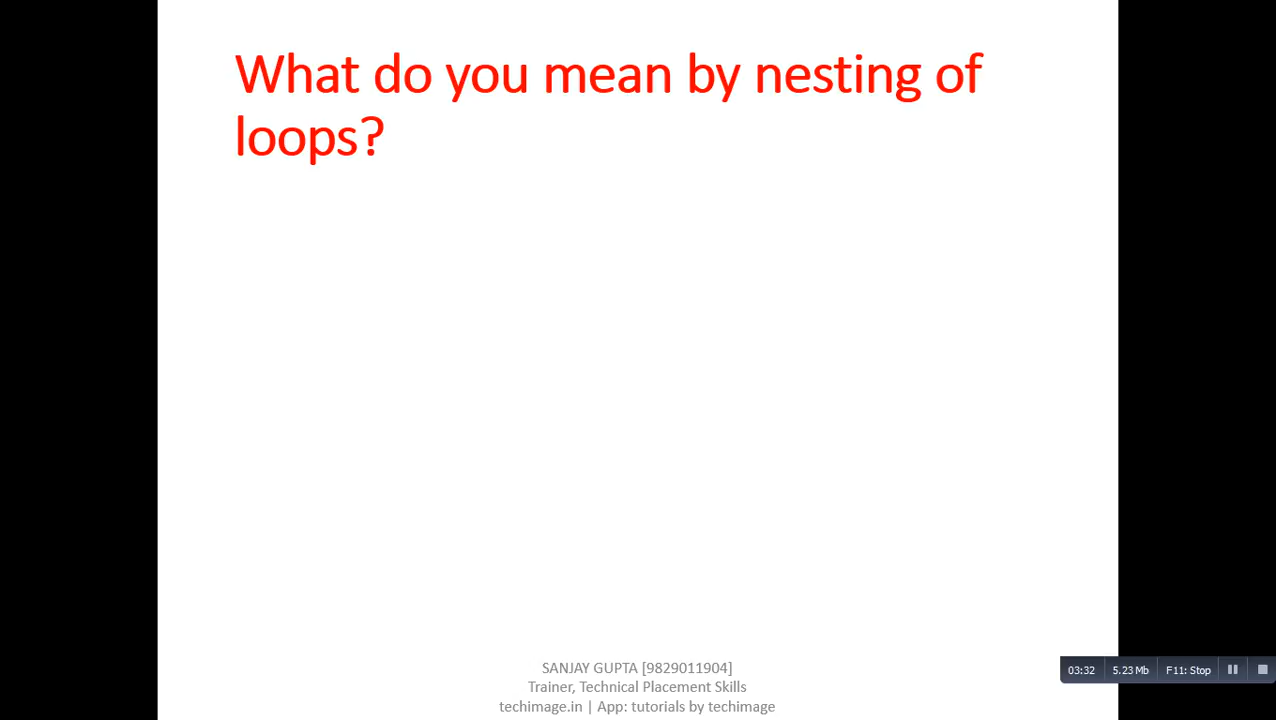 What do you mean by nesting of
loops?
SANJAY GUPTA [9829011904]
Trainer, Technical Placement Skills
techimage.in | App: tutorials by techimage
03:32 5.23 Mb F11: Stop